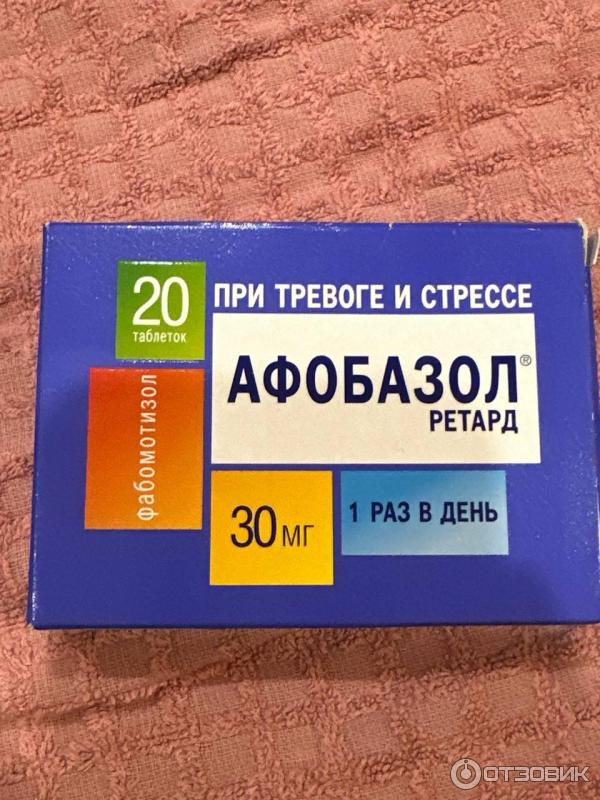 20
таблеток
ПРИ ТРЕВОГЕ И СТРЕССЕ
АФОБАЗОЛ®
РЕТАРД
фабомотизол
30 мг
1 РАЗ В ДЕНЬ
ОТЗОВИК